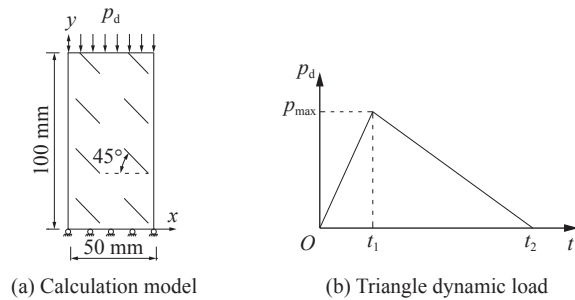 y
p_d
100 mm
45°
x
50 mm
(a) Calculation model
p_d
p_max
O
t_1
t_2
t
(b) Triangle dynamic load